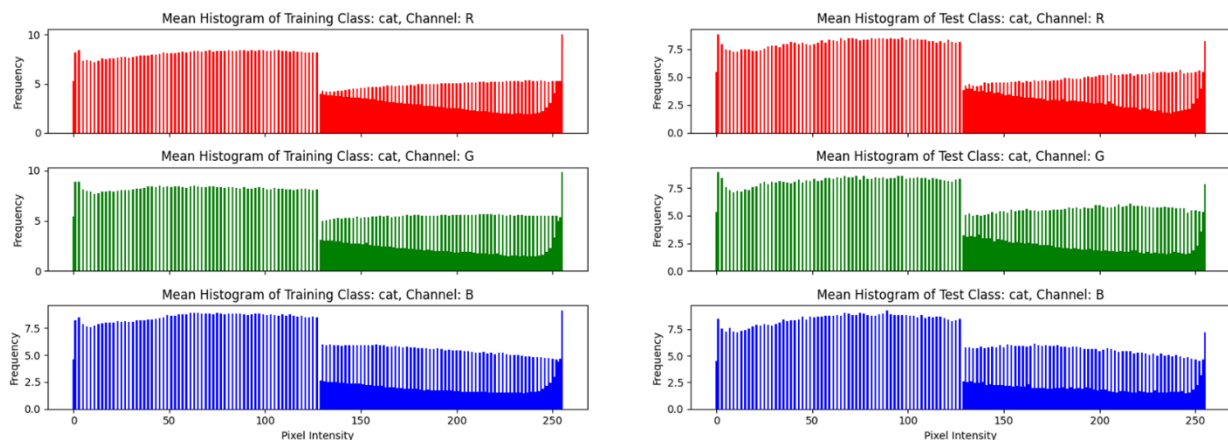 Mean Histogram of Training Class: cat, Channel: R
10
5
0
Frequency
Mean Histogram of Training Class: cat, Channel: G
10
5
0
Frequency
Mean Histogram of Training Class: cat, Channel: B
7.5
5.0
2.5
0.0
Frequency
0 50 100 150 200 250
Pixel Intensity
Mean Histogram of Test Class: cat, Channel: R
7.5
5.0
2.5
0.0
Frequency
Mean Histogram of Test Class: cat, Channel: G
7.5
5.0
2.5
0.0
Frequency
Mean Histogram of Test Class: cat, Channel: B
7.5
5.0
2.5
0.0
Frequency
0 50 100 150 200 250
Pixel Intensity